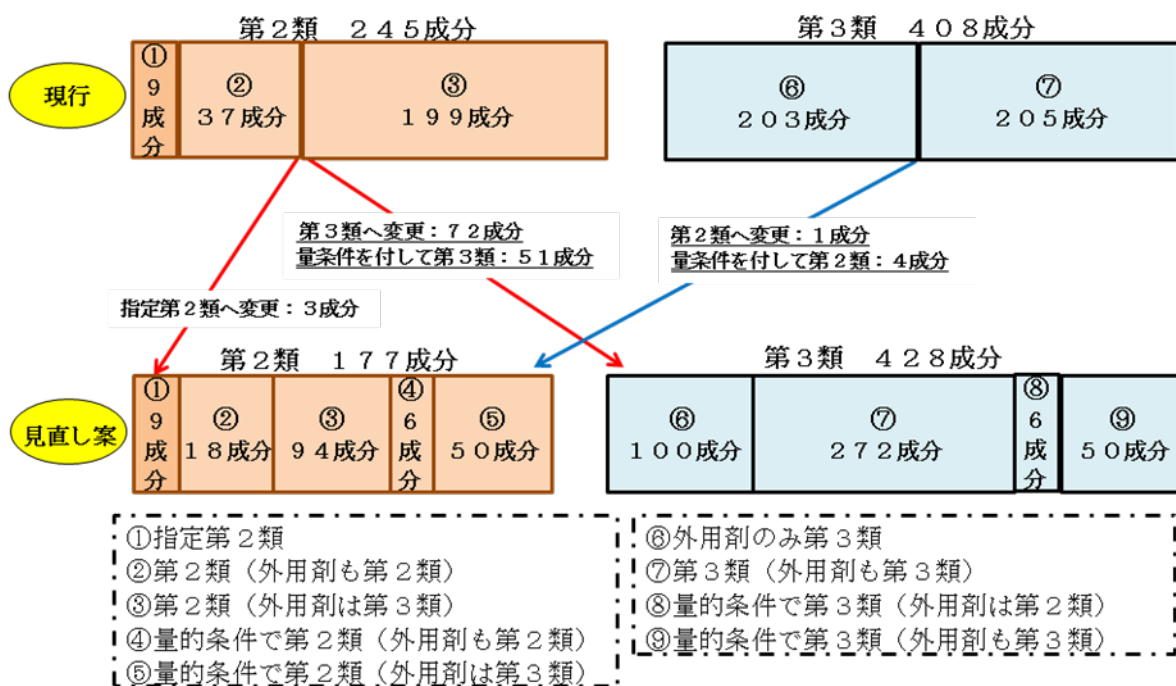 第２類　２４５成分
第３類　４０８成分
現行
①
９
成
分
②
３７成分
③
１９９成分
⑥
２０３成分
⑦
２０５成分
第３類へ変更：７２成分
量条件を付して第３類：５１成分
第２類へ変更：１成分
量条件を付して第２類：４成分
指定第２類へ変更：３成分
第２類　１７７成分
第３類　４２８成分
見直し案
①
９
成
分
②
１８成分
③
９４成分
④
６
成
分
⑤
５０成分
⑥
１００成分
⑦
２７２成分
⑧
６
成
分
⑨
５０成分
①指定第２類
②第２類（外用剤も第２類）
③第２類（外用剤は第３類）
④量的条件で第２類（外用剤も第２類）
⑤量的条件で第２類（外用剤は第３類）
⑥外用剤のみ第３類
⑦第３類（外用剤も第３類）
⑧量的条件で第３類（外用剤は第２類）
⑨量的条件で第３類（外用剤も第３類）